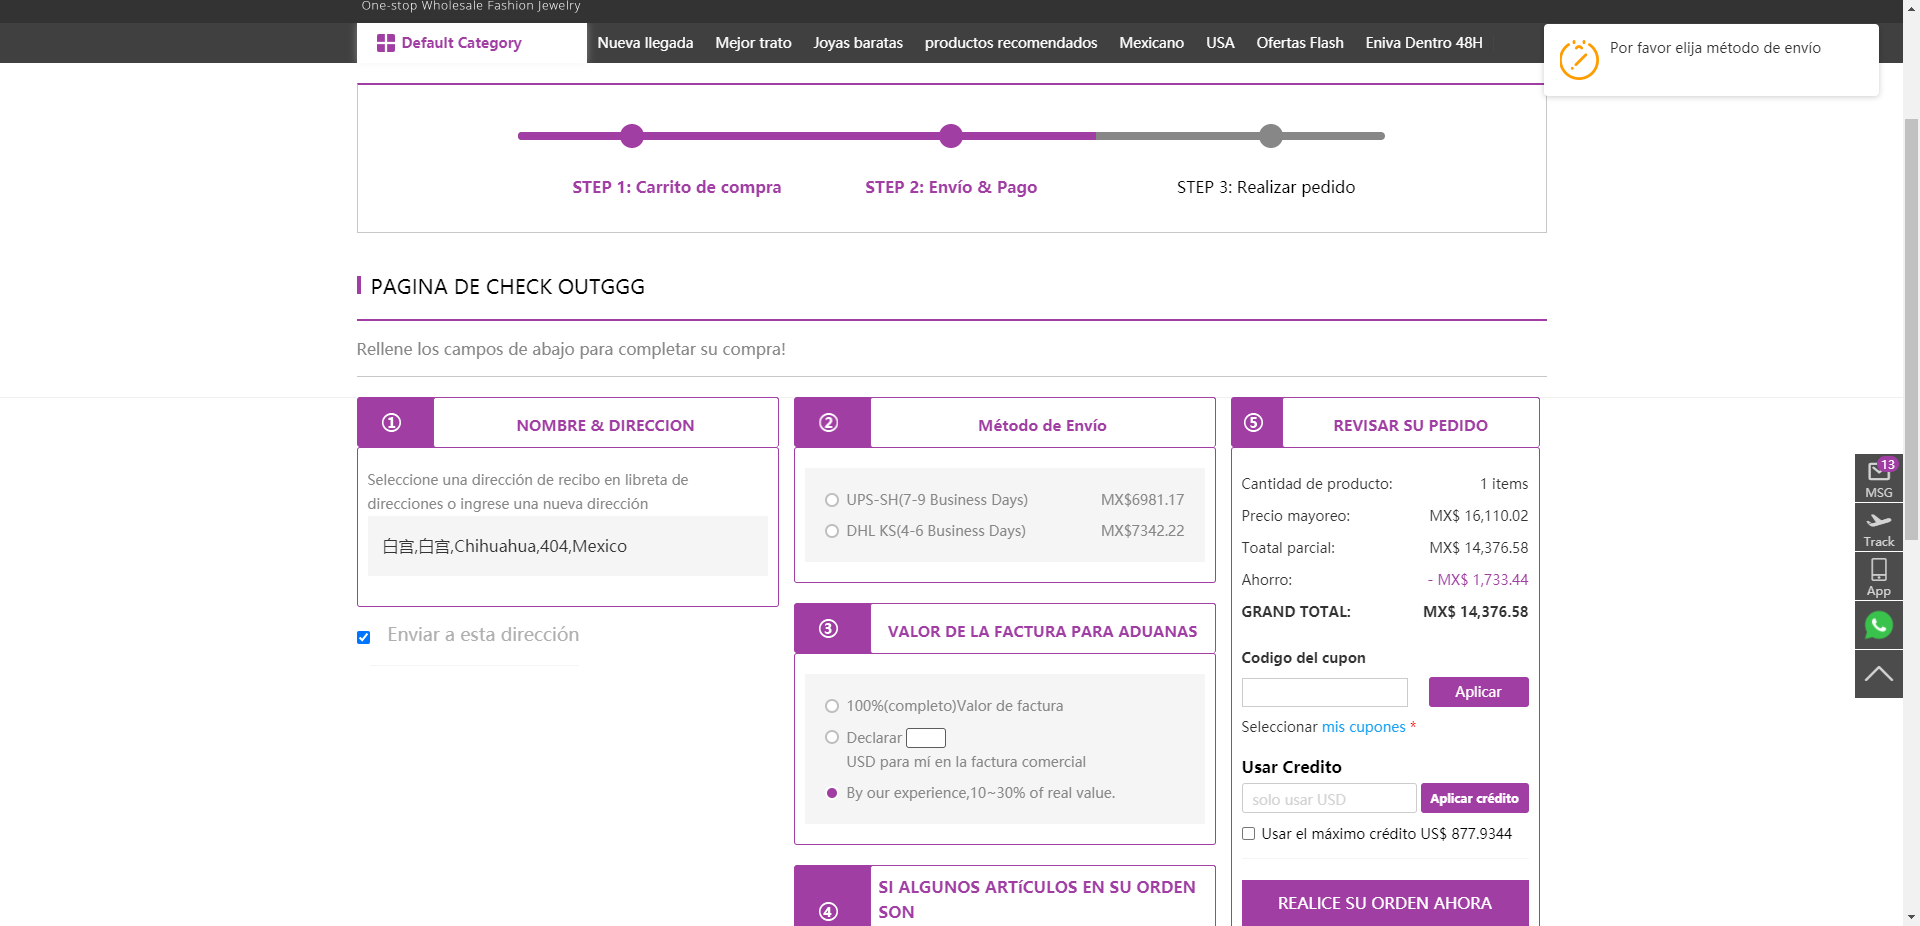 One-stop Wholesale Fashion Jewelry
Default Category
Nueva llegada
Mejor trato
Joyas baratas
productos recomendados
Mexicano
USA
Ofertas Flash
Eniva Dentro 48H
Por favor elija método de envío
STEP 1: Carrito de compra
STEP 2: Envío & Pago
STEP 3: Realizar pedido
PAGINA DE CHECK OUTGGG
Rellene los campos de abajo para completar su compra!
① NOMBRE & DIRECCION
Seleccione una dirección de recibo en libreta de
direcciones o ingrese una nueva dirección
白宫,白宫,Chihuahua,404,Mexico
Enviar a esta dirección
② Método de Envío
UPS-SH(7-9 Business Days) MX$6981.17
DHL KS(4-6 Business Days) MX$7342.22
③ VALOR DE LA FACTURA PARA ADUANAS
100%(completo)Valor de factura
Declarar
USD para mí en la factura comercial
By our experience,10~30% of real value.
④ SI ALGUNOS ARTíCULOS EN SU ORDEN
SON
⑤ REVISAR SU PEDIDO
Cantidad de producto: 1 items
Precio mayoreo: MX$ 16,110.02
Toatal parcial: MX$ 14,376.58
Ahorro: - MX$ 1,733.44
GRAND TOTAL: MX$ 14,376.58
Codigo del cupon
Aplicar
Seleccionar mis cupones *
Usar Credito
solo usar USD
Aplicar crédito
Usar el máximo crédito US$ 877.9344
REALICE SU ORDEN AHORA
13
MSG
Track
App